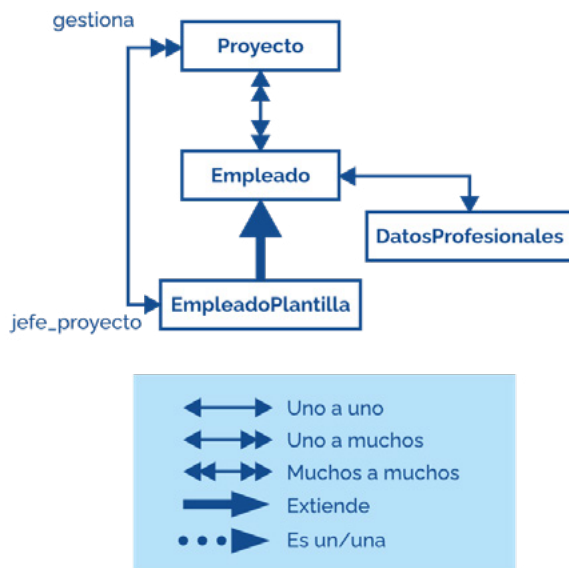 gestiona
Proyecto
Empleado
DatosProfesionales
EmpleadoPlantilla
jefe_proyecto
Uno a uno
Uno a muchos
Muchos a muchos
Extiende
Es un/una